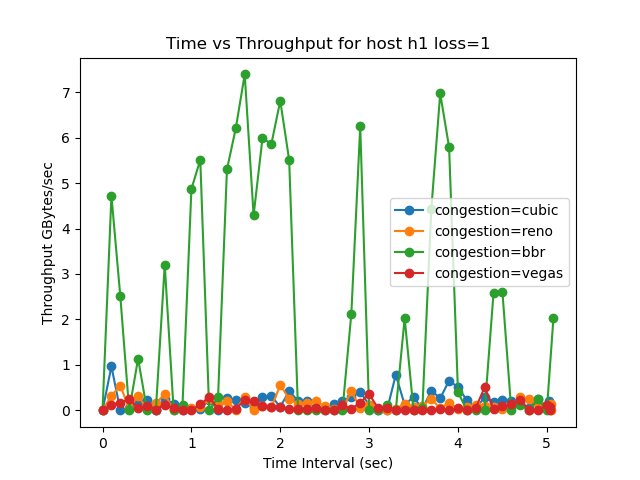 Time vs Throughput for host h1 loss=1
Throughput GBytes/sec
7
6
5
4
3
2
1
0
congestion=cubic
congestion=reno
congestion=bbr
congestion=vegas
0 1 2 3 4 5
Time Interval (sec)